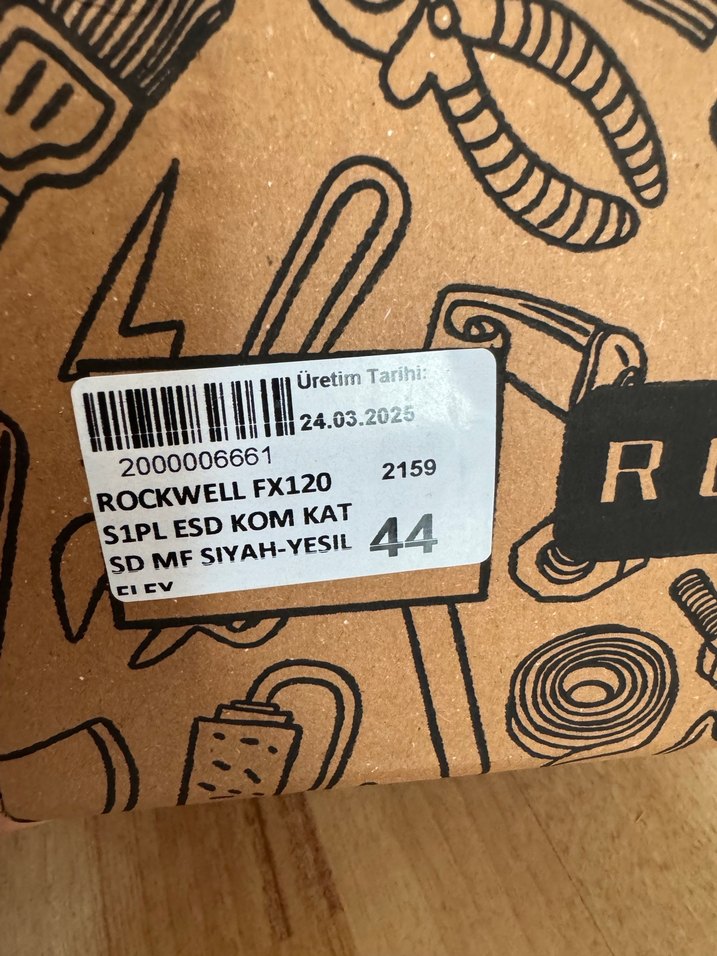 Üretim Tarihi:
24.03.2025
2000006661
2159
ROCKWELL FX120
S1PL ESD KOM KAT
SD MF SIYAH-YESIL
44
R